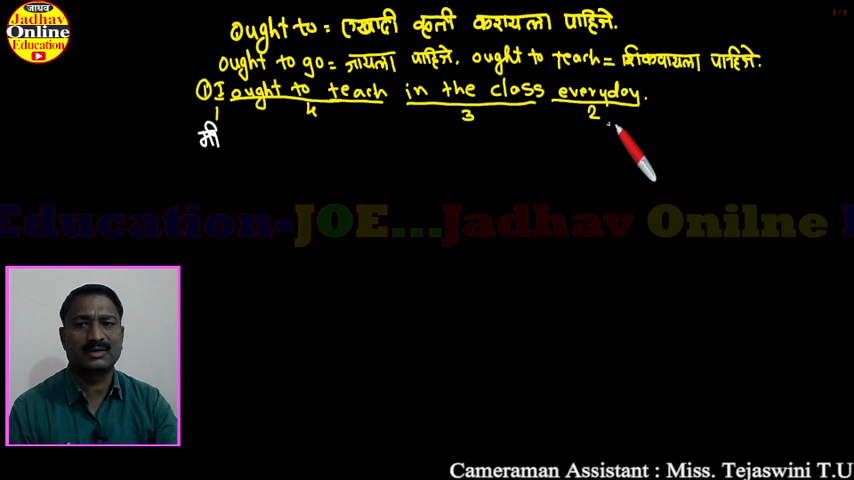 जाधव
Jadhav
Online
Education
Ought to = एखादी कृती करायला पाहिजे.
Ought to go = जायला पाहिजे, ought to teach = शिकवायला पाहिजे.
① I ought to teach in the class everyday.
1 4 3 2
मी
Education-JOE...Jadhav Onilne E
Cameraman Assistant : Miss. Tejaswini T.U